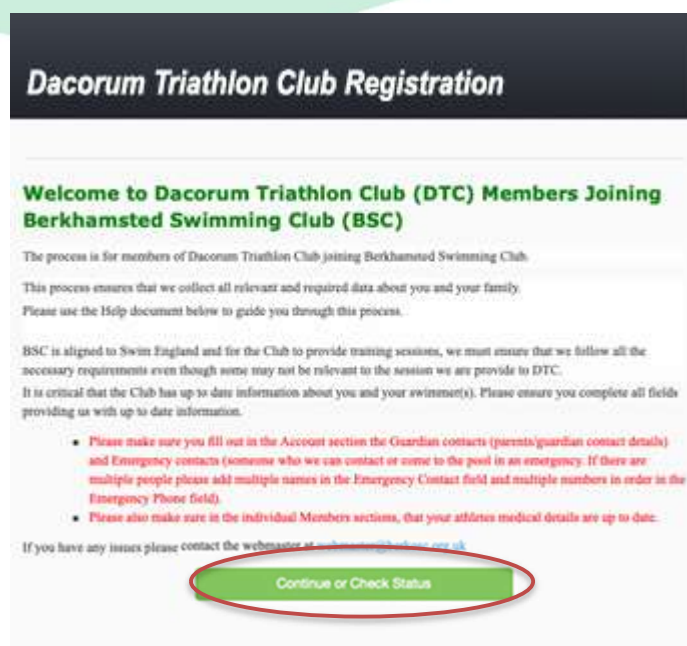 Dacorum Triathlon Club Registration
Welcome to Dacorum Triathlon Club (DTC) Members Joining
Berkhamsted Swimming Club (BSC)
The process is for members of Dacorum Triathlon Club joining Berkhamsted Swimming Club.
This process ensures that we collect all relevant and required data about you and your family.
Please use the Help document below to guide you through this process.
BSC is aligned to Swim England and for the Club to provide training sessions, we must ensure that we follow all the
necessary requirements even though some may not be relevant to the session we are provide to DTC.
It is critical that the Club has up to date information about you and your swimmer(s). Please ensure you complete all fields
providing us with up to date information.
• Please make sure you fill out in the Account section the Guardian contacts (parents/guardian contact details)
and Emergency contacts (someone who we can contact or come to the pool in an emergency. If there are
multiple people please add multiple names in the Emergency Contact field and multiple numbers in order in the
Emergency Phone field).
• Please also make sure in the individual Members sections, that your athletes medical details are up to date.
If you have any issues please contact the webmaster at
Continue or Check Status